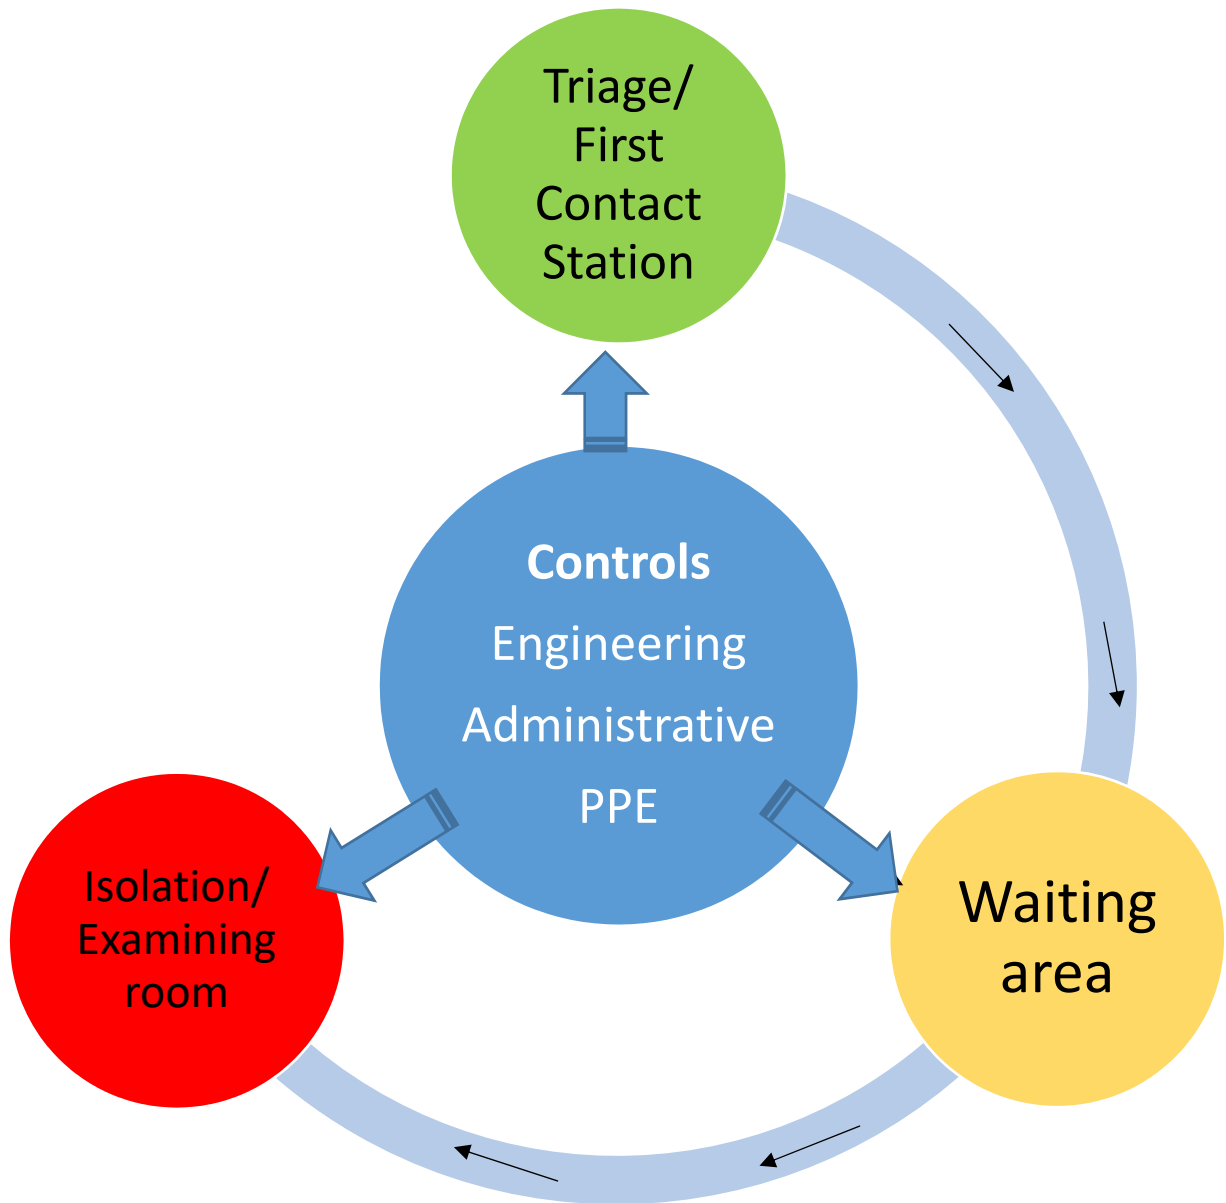 Triage/
First
Contact
Station
Controls
Engineering
Administrative
PPE
Isolation/
Examining
room
Waiting
area